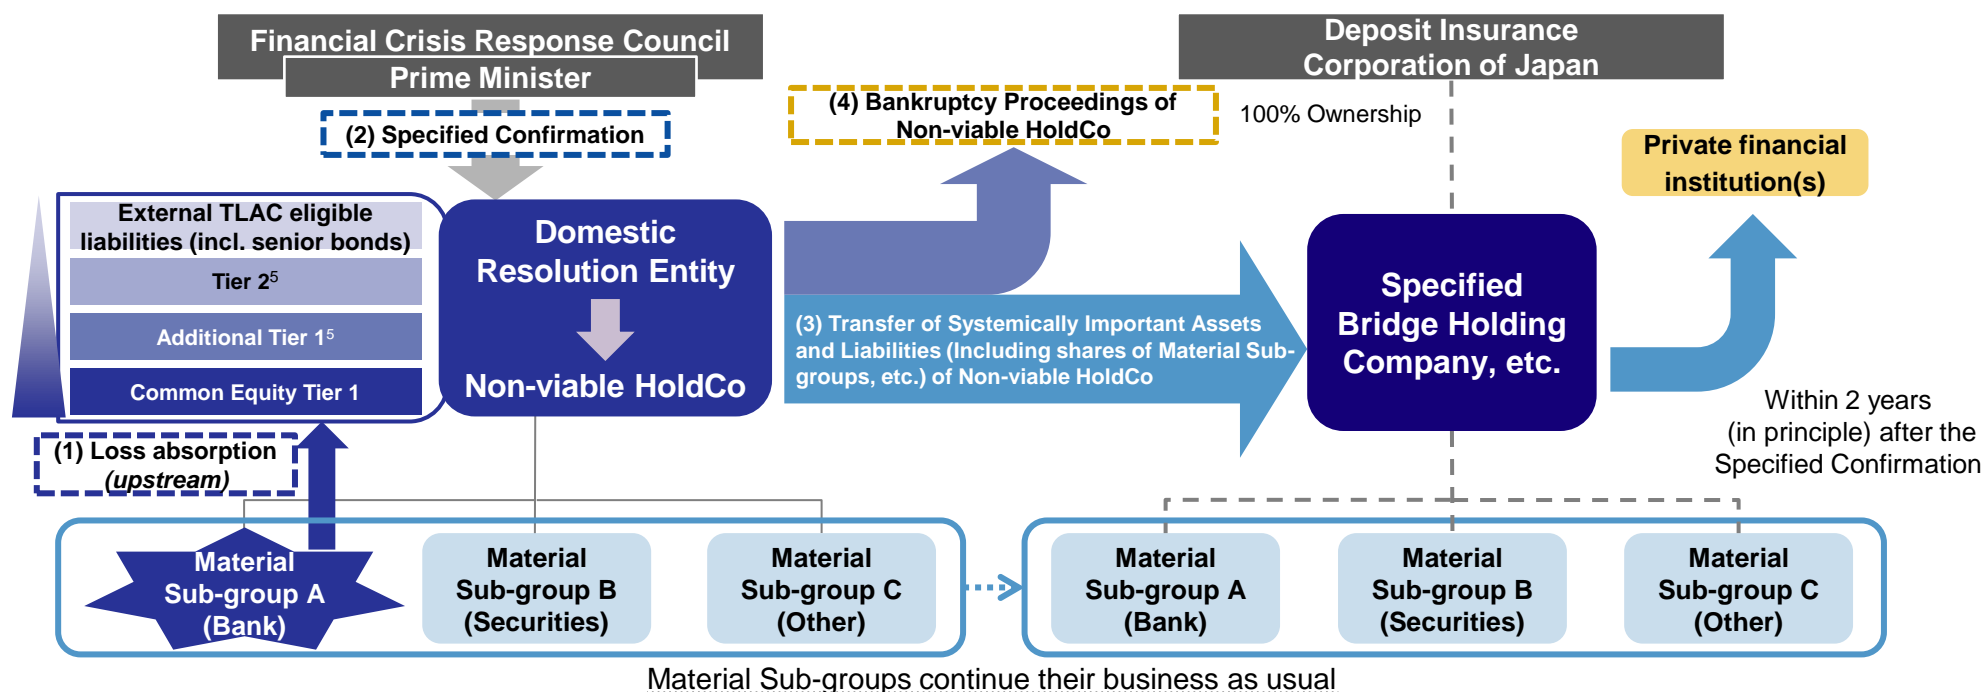 Financial Crisis Response Council
Prime Minister
(2) Specified Confirmation
(4) Bankruptcy Proceedings of
Non-viable HoldCo
Deposit Insurance
Corporation of Japan
100% Ownership
Private financial
institution(s)
External TLAC eligible
liabilities (incl. senior bonds)
Tier 2⁵
Additional Tier 1⁵
Common Equity Tier 1
Domestic
Resolution Entity
Non-viable HoldCo
(3) Transfer of Systemically Important Assets
and Liabilities (Including shares of Material Sub-
groups, etc.) of Non-viable HoldCo
Specified
Bridge Holding
Company, etc.
Within 2 years
(in principle) after the
Specified Confirmation
(1) Loss absorption
(upstream)
Material
Sub-group A
(Bank)
Material
Sub-group B
(Securities)
Material
Sub-group C
(Other)
Material
Sub-group A
(Bank)
Material
Sub-group B
(Securities)
Material
Sub-group C
(Other)
Material Sub-groups continue their business as usual